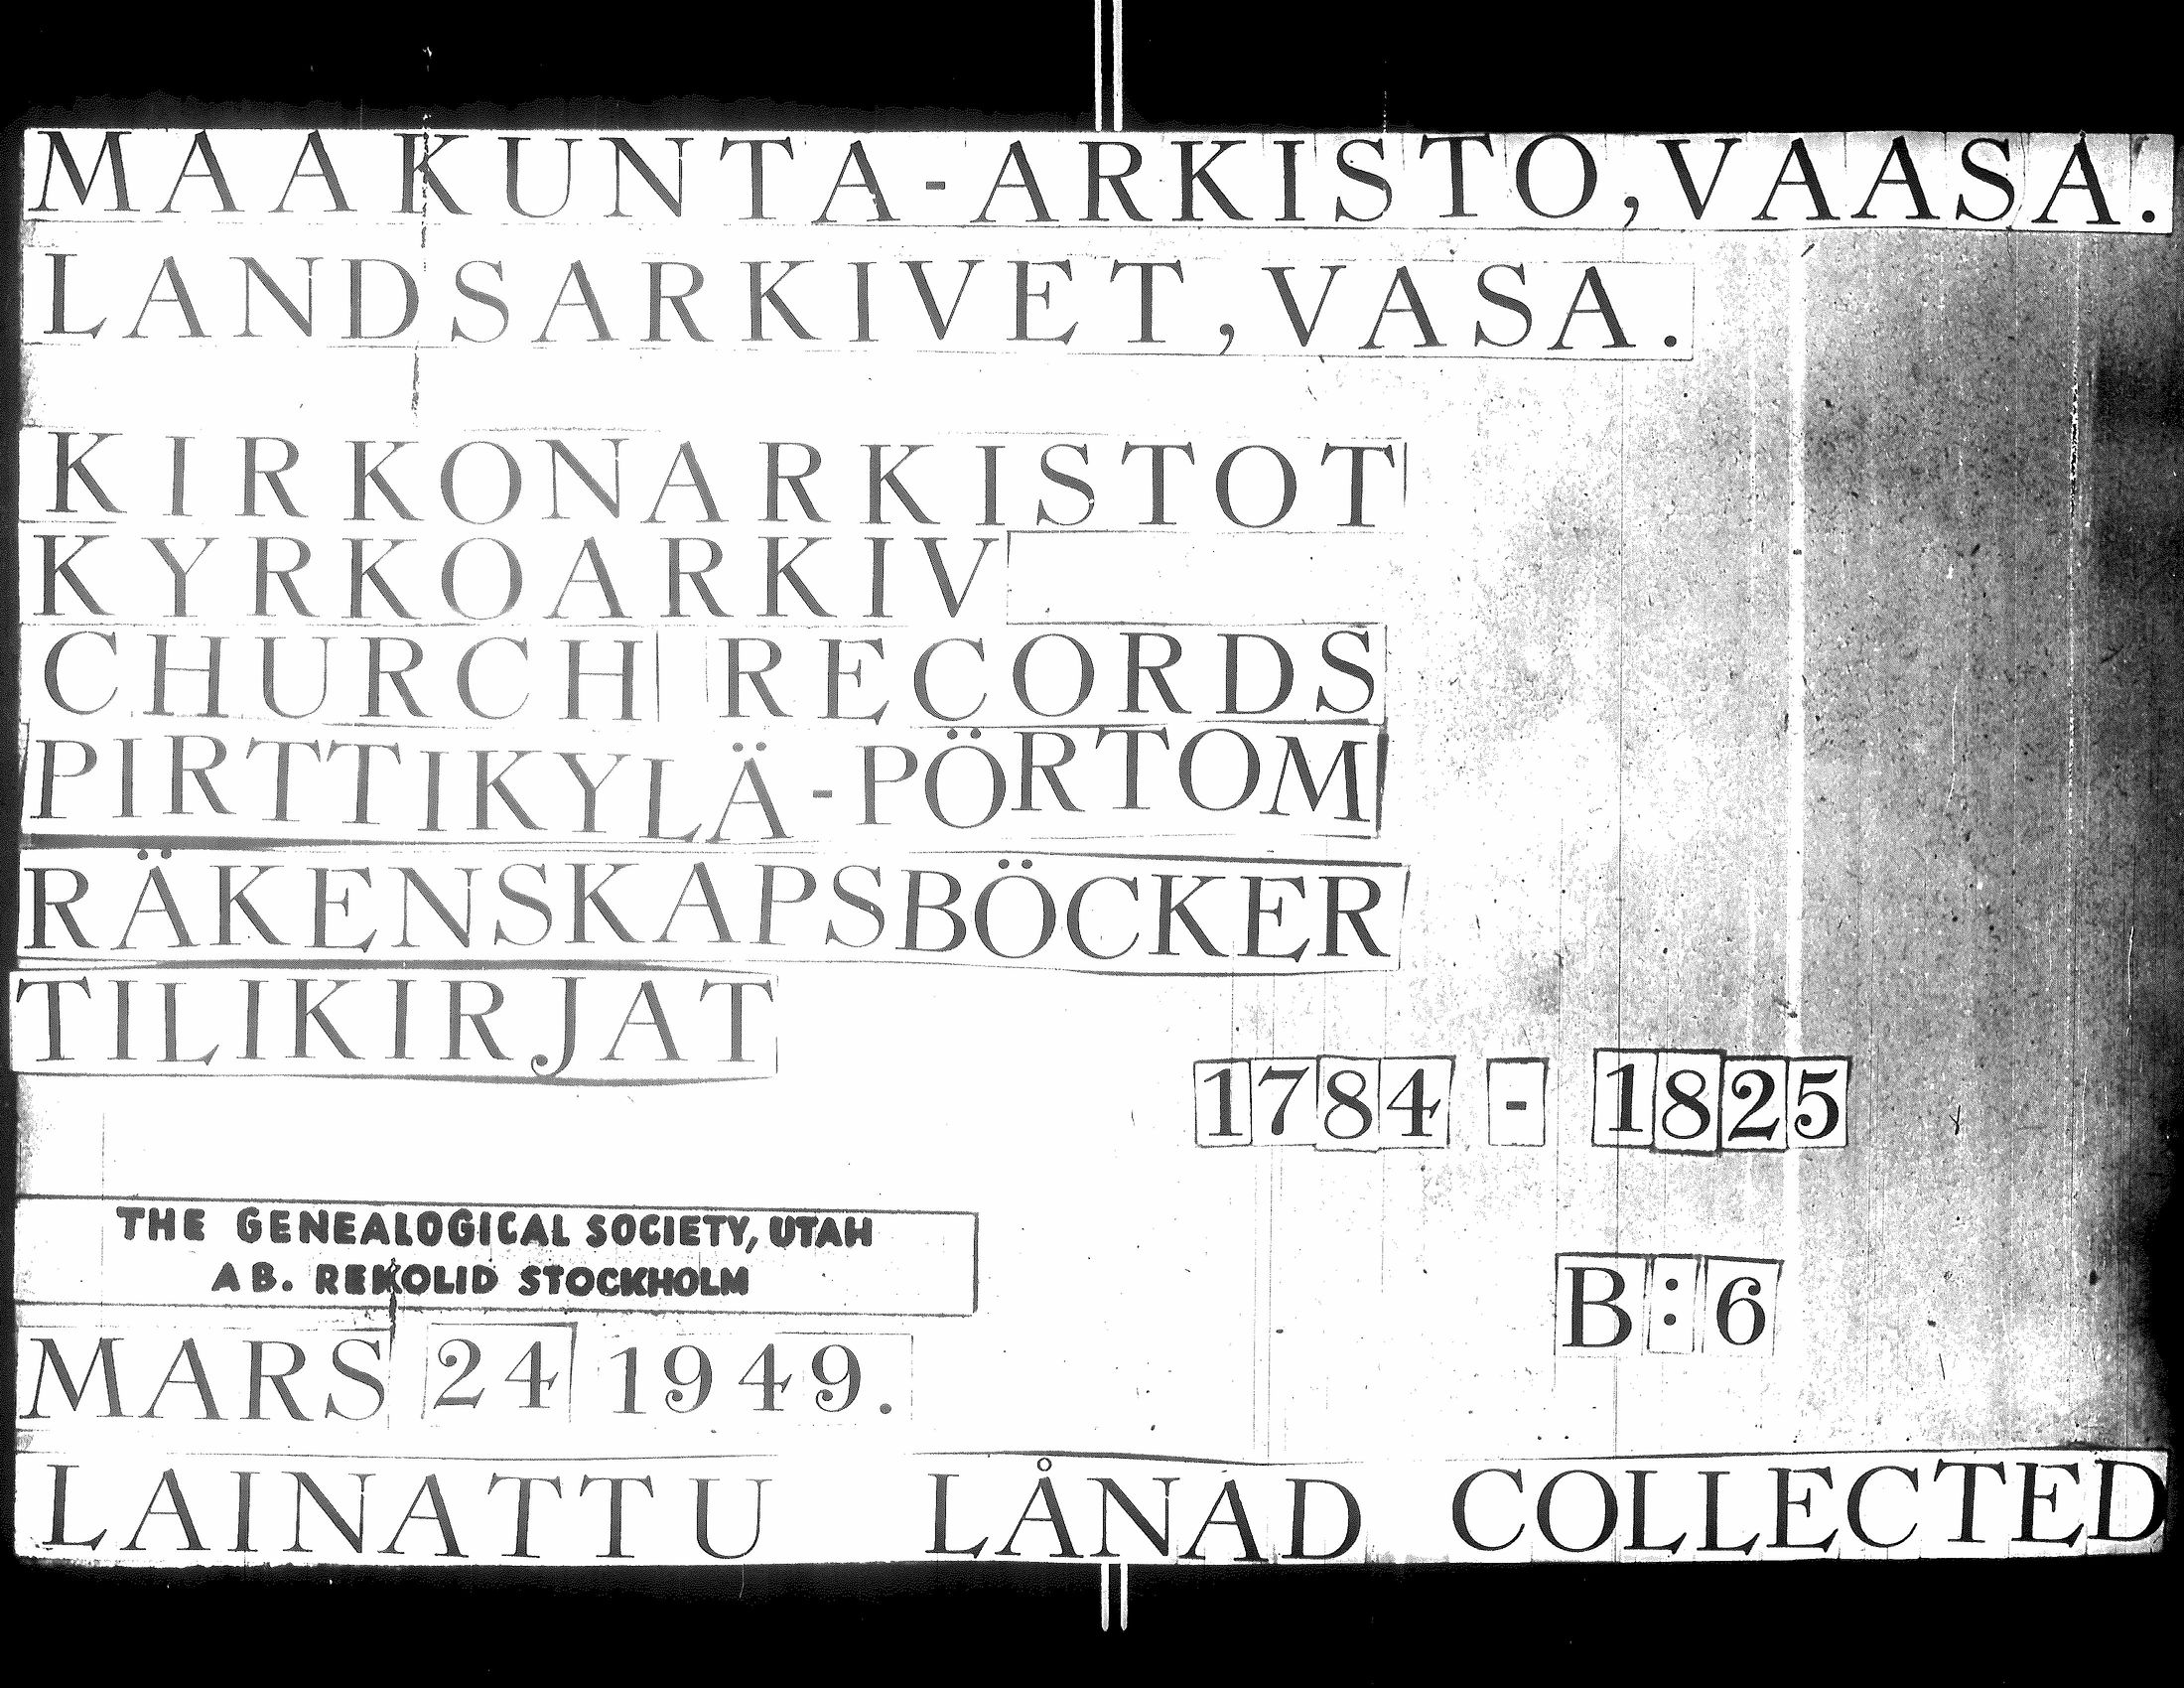 MAAKUNTA-ARKISTO, VAASA.
LANDSARKIVET, VASA.
KIRKONARKISTOT
KYRKOARKIV
CHURCH RECORDS
PIRTTIKYLÄ-PÖRTOM
RÄKENSKAPSBÖCKER
TILIKIRJAT
1784 - 1825
THE GENEALOGICAL SOCIETY, UTAH
AB. REKOLID STOCKHOLM
B:6
MARS 24 1949.
LAINATTU LÅNAD COLLECTED